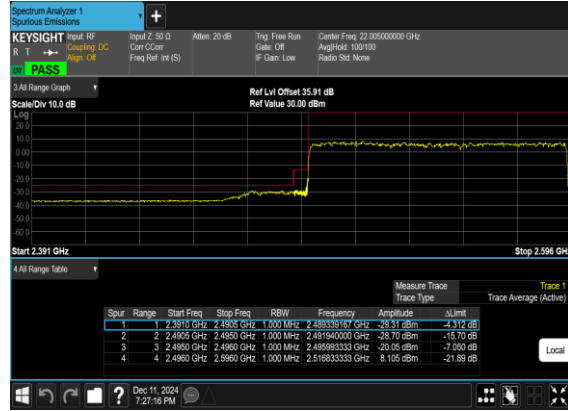 Spectrum Analyzer 1
Spurious Emissions
KEYSIGHT Input: RF Input Z: 50 Ω Atten: 20 dB Trig: Free Run Center Freq: 22.005000000 GHz
R T Coupling: DC Corr CCorr Gate: Off Avg|Hold: 100/100
Align: Off Freq Ref: Int (S) IF Gain: Low Radio Std: None
LW PASS
3 All Range Graph
Ref Lvl Offset 35.91 dB
Scale/Div 10.0 dB Ref Value 30.00 dBm
Log
20.0
10.0
0.00
-10.0
-20.0
-30.0
-40.0
-50.0
-60.0
Start 2.391 GHz Stop 2.596 GHz
4 All Range Table
Measure Trace Trace 1
Trace Type Trace Average (Active)
Spur Range Start Freq Stop Freq RBW Frequency Amplitude ΔLimit
1 1 2.3910 GHz 2.4905 GHz 1.000 MHz 2.489339167 GHz -29.31 dBm -4.312 dB
2 2 2.4905 GHz 2.4950 GHz 1.000 MHz 2.491940000 GHz -28.70 dBm -15.70 dB
3 3 2.4950 GHz 2.4960 GHz 1.000 MHz 2.495993333 GHz -20.05 dBm -7.050 dB
4 4 2.4960 GHz 2.5960 GHz 1.000 MHz 2.516833333 GHz 8.105 dBm -21.89 dB
Local
Dec 11, 2024
7:27:16 PM